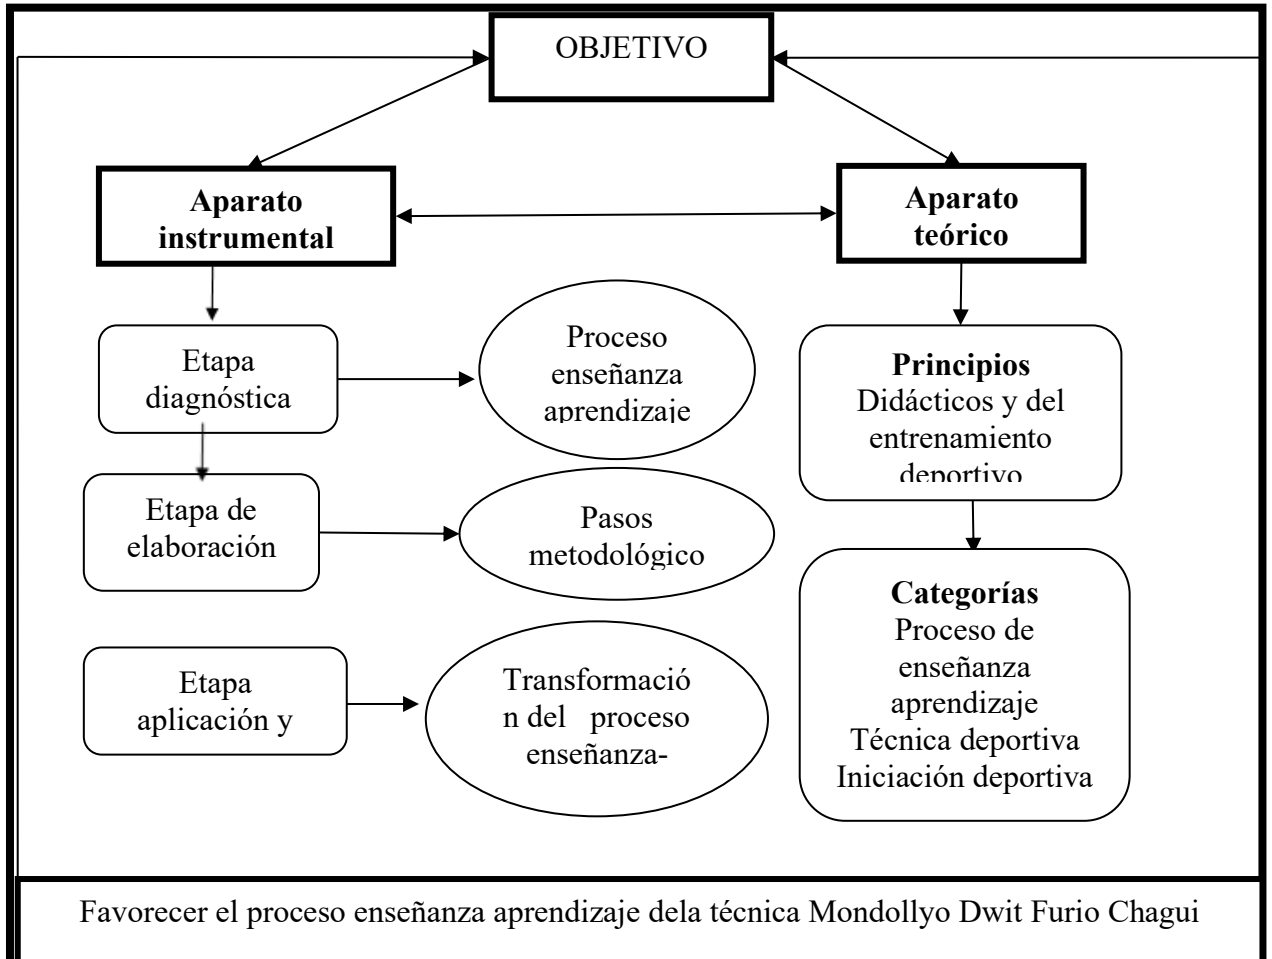 OBJETIVO
Aparato
instrumental
Aparato
teórico
Etapa
diagnóstica
Proceso
enseñanza
aprendizaje
Principios
Didácticos y del
entrenamiento
deportivo
Etapa de
elaboración
Pasos
metodológico
Categorías
Proceso de
enseñanza
aprendizaje
Técnica deportiva
Iniciación deportiva
Etapa
aplicación y
Transformació
n del proceso
enseñanza-
Favorecer el proceso enseñanza aprendizaje dela técnica Mondollyo Dwit Furio Chagui